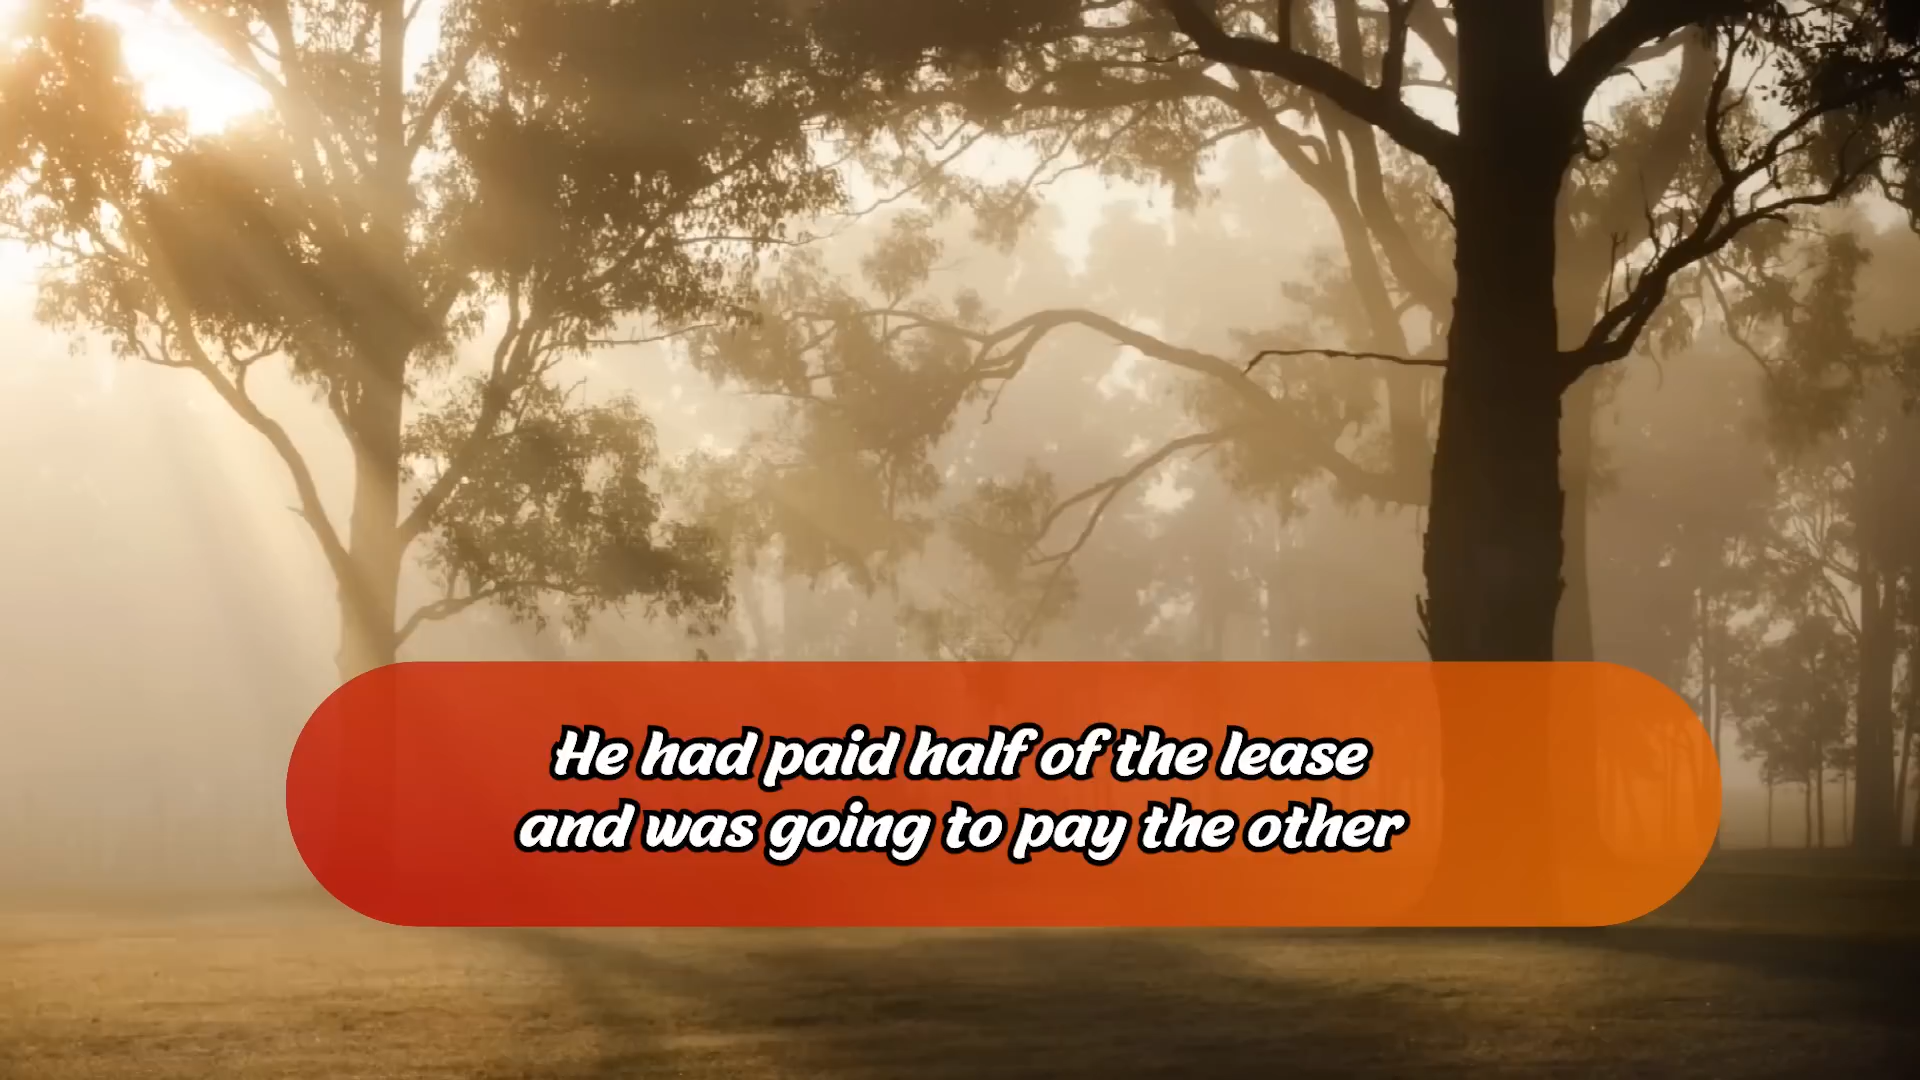 He had paid half of the lease
and was going to pay the other